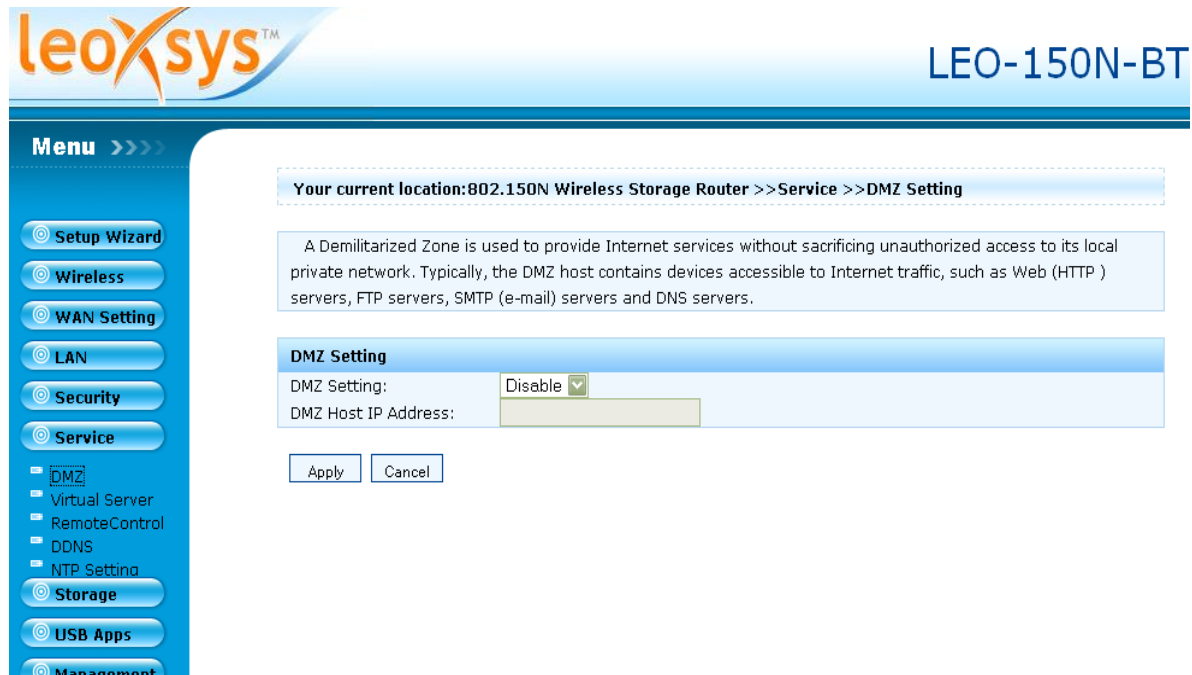 leoxsys™
LEO-150N-BT
Menu >>>>
Setup Wizard
Wireless
WAN Setting
LAN
Security
Service
DMZ
Virtual Server
RemoteControl
DDNS
NTP Setting
Storage
USB Apps
Management
Your current location:802.150N Wireless Storage Router >>Service >>DMZ Setting
A Demilitarized Zone is used to provide Internet services without sacrificing unauthorized access to its local
private network. Typically, the DMZ host contains devices accessible to Internet traffic, such as Web (HTTP )
servers, FTP servers, SMTP (e-mail) servers and DNS servers.
DMZ Setting
DMZ Setting: Disable
DMZ Host IP Address:
Apply Cancel